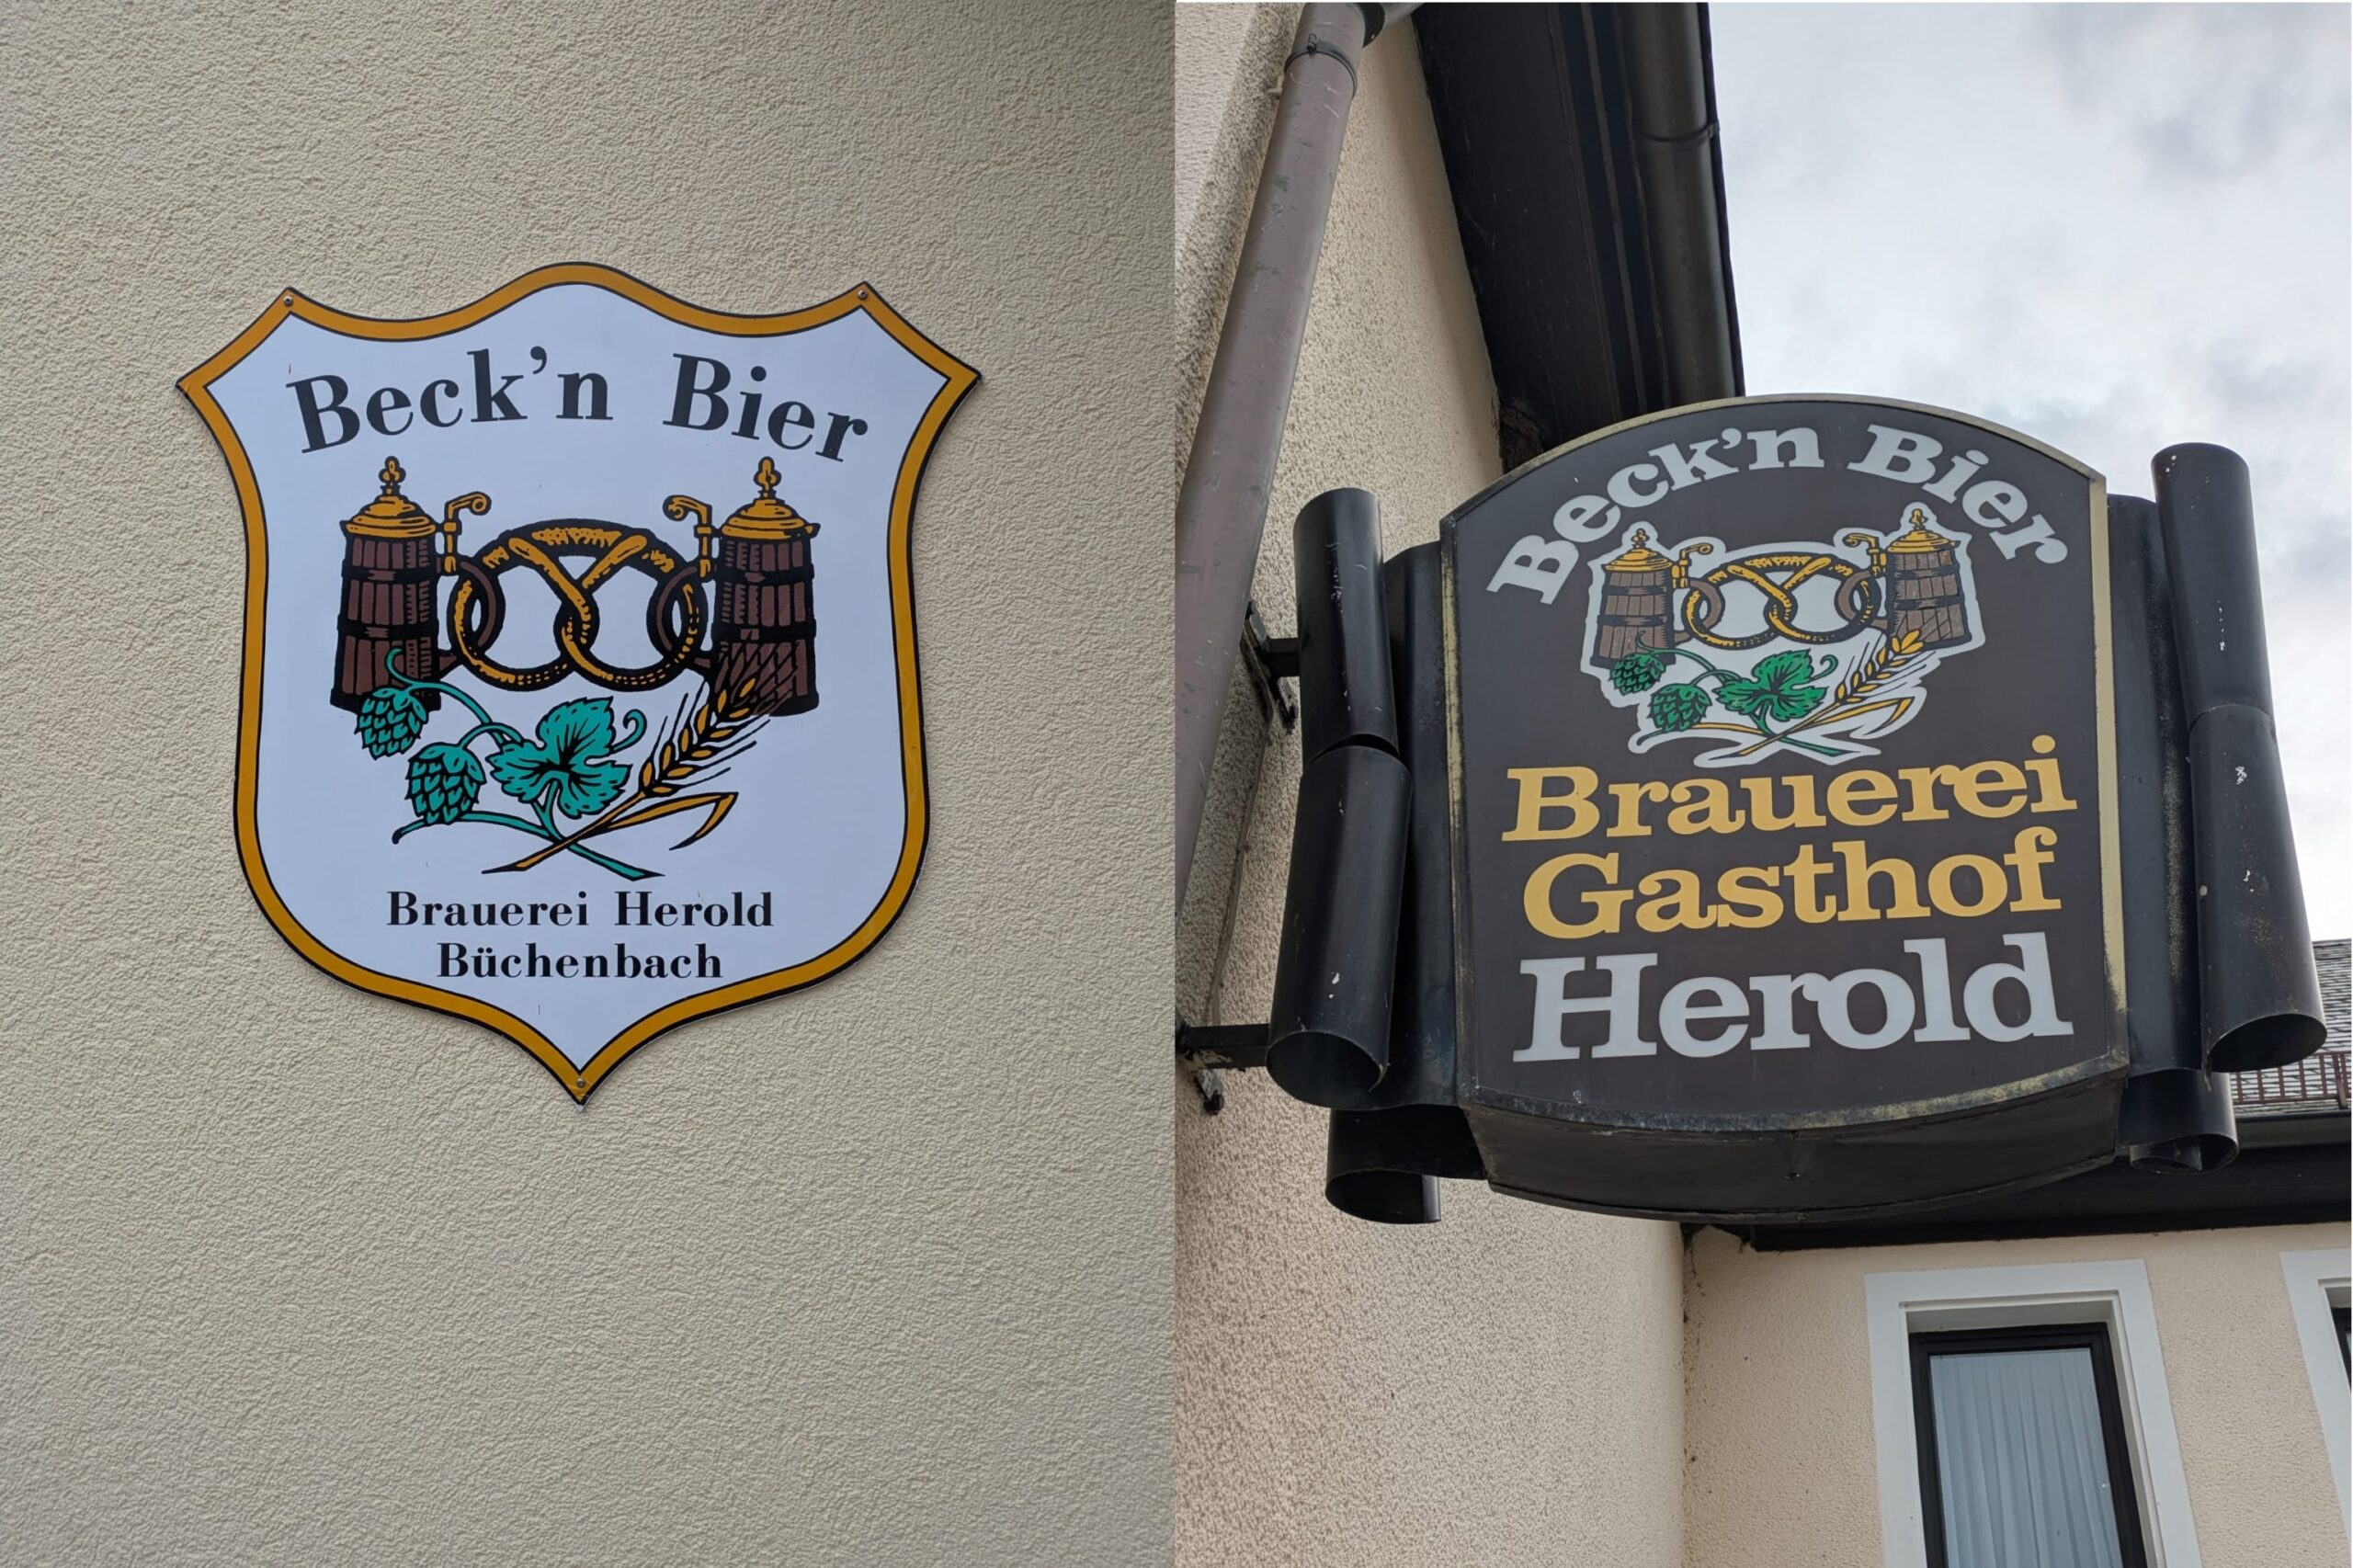 Beck'n Bier
Brauerei Herold
Büchenbach
Beck'n Bier
Brauerei
Gasthof
Herold